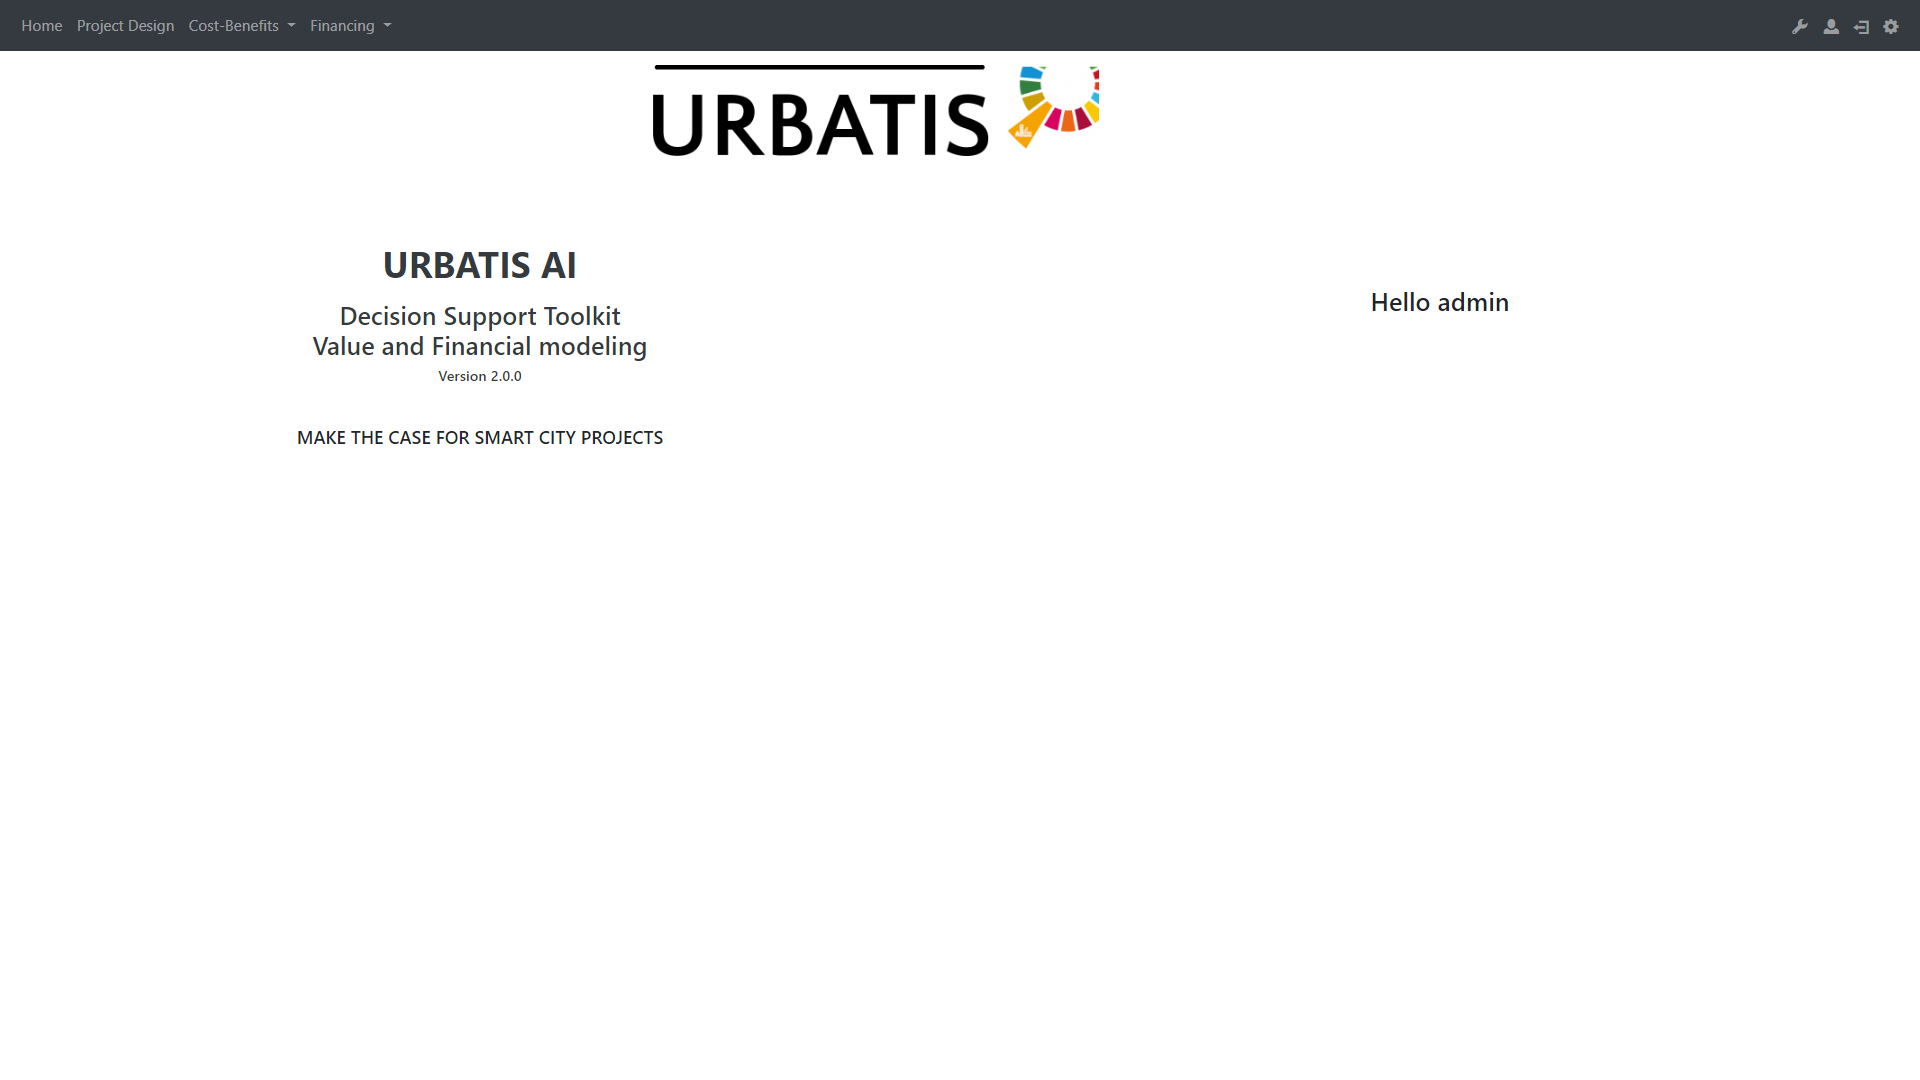 Home Project Design Cost-Benefits Financing
URBATIS
URBATIS AI
Decision Support Toolkit
Value and Financial modeling
Version 2.0.0
MAKE THE CASE FOR SMART CITY PROJECTS
Hello admin